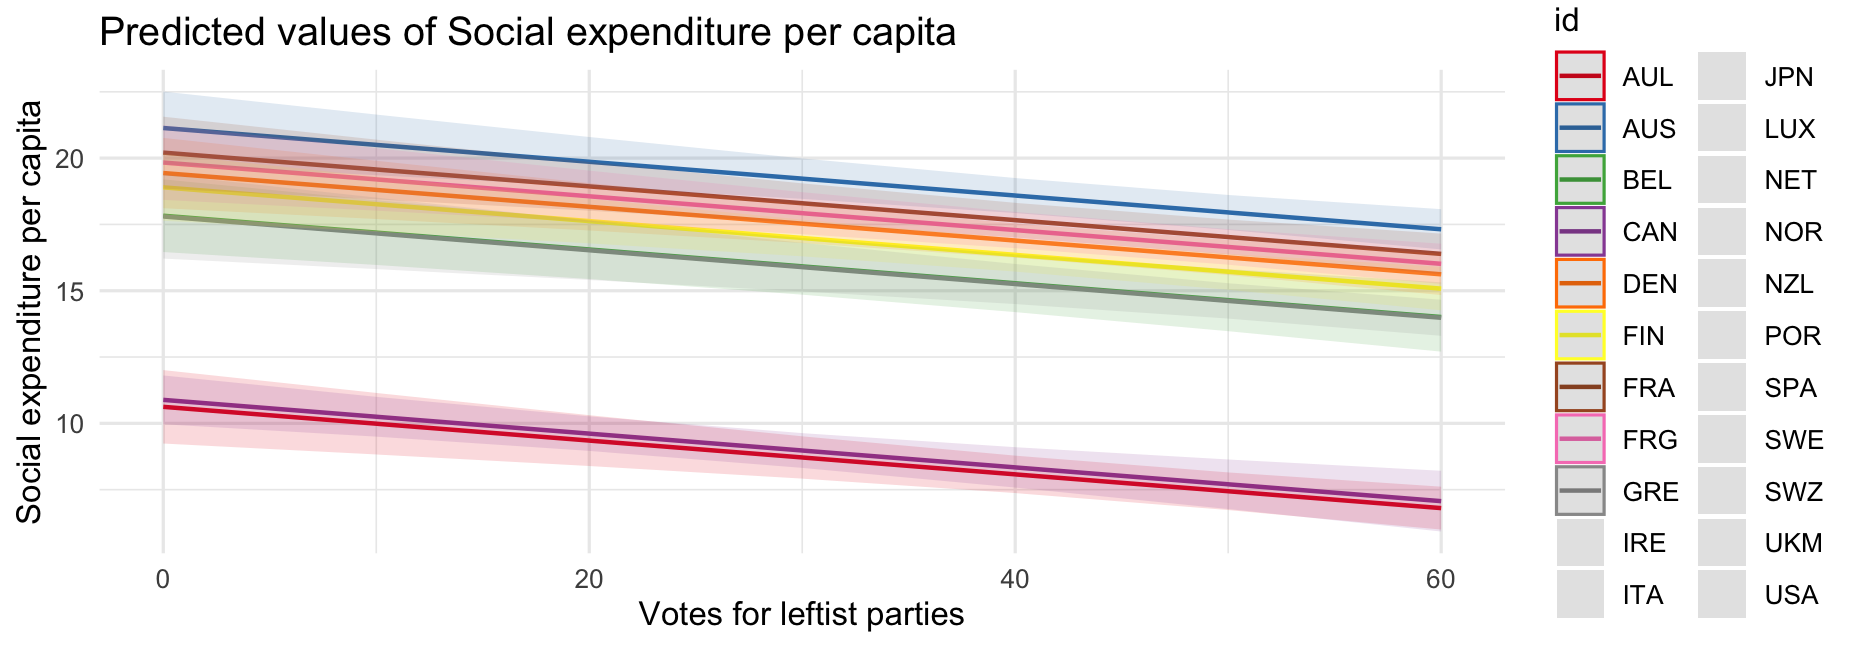 Predicted values of Social expenditure per capita
Social expenditure per capita
20
15
10
0
20
40
60
Votes for leftist parties
id
AUL
AUS
BEL
CAN
DEN
FIN
FRA
FRG
GRE
IRE
ITA
JPN
LUX
NET
NOR
NZL
POR
SPA
SWE
SWZ
UKM
USA